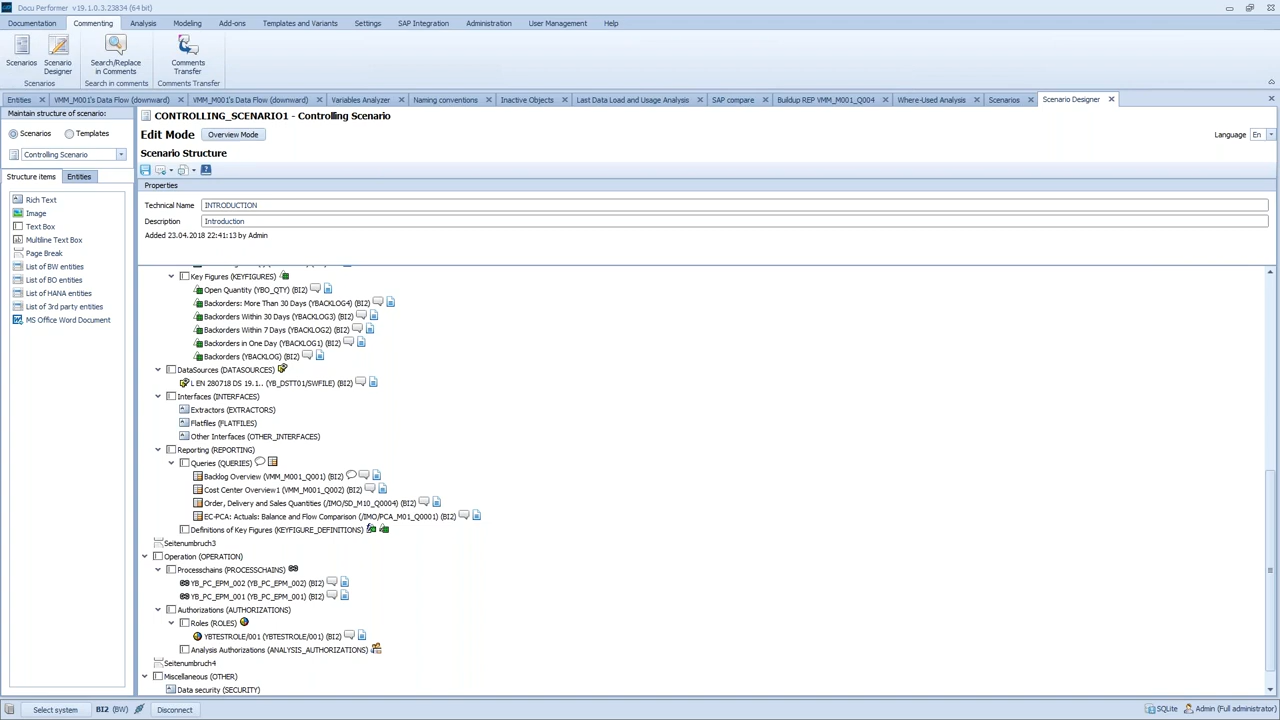 Docu Performer v19.1.0.3.23834 (64 bit)
Documentation Commenting Analysis Modeling Add-ons Templates and Variants Settings SAP Integration Administration User Management Help
Scenarios
Scenario Designer
Search/Replace in Comments
Comments Transfer
Scenarios Search in comments Comments Transfer
Entities VMM_M001's Data Flow (downward) VMM_M001's Data Flow (downward) Variables Analyzer Naming conventions Inactive Objects Last Data Load and Usage Analysis SAP compare Buildup REP VMM_M001_Q004 Where-Used Analysis Scenarios Scenario Designer
Maintain structure of scenario:
Scenarios Templates
Controlling Scenario
Structure items Entities
Rich Text
Image
Text Box
Multiline Text Box
Page Break
List of BW entities
List of BO entities
List of HANA entities
List of 3rd party entities
MS Office Word Document
CONTROLLING_SCENARIO1 - Controlling Scenario
Edit Mode Overview Mode
Language En
Scenario Structure
Properties
Technical Name INTRODUCTION
Description Introduction
Added 23.04.2018 22:41:13 by Admin
Key Figures (KEYFIGURES)
Open Quantity (YBO_QTY) (BI2)
Backorders: More Than 30 Days (YBACKLOG4) (BI2)
Backorders Within 30 Days (YBACKLOG3) (BI2)
Backorders Within 7 Days (YBACKLOG2) (BI2)
Backorders in One Day (YBACKLOG1) (BI2)
Backorders (YBACKLOG) (BI2)
DataSources (DATASOURCES)
L EN 280718 DS 19.1.. (YB_DSTT01/SWFILE) (BI2)
Interfaces (INTERFACES)
Extractors (EXTRACTORS)
Flatfiles (FLATFILES)
Other Interfaces (OTHER_INTERFACES)
Reporting (REPORTING)
Queries (QUERIES)
Backlog Overview (VMM_M001_Q001) (BI2)
Cost Center Overview1 (VMM_M001_Q002) (BI2)
Order, Delivery and Sales Quantities (/IMO/SD_M10_Q0004) (BI2)
EC-PCA: Actuals: Balance and Flow Comparison (/IMO/PCA_M01_Q0001) (BI2)
Definitions of Key Figures (KEYFIGURE_DEFINITIONS)
Seitenumbruch3
Operation (OPERATION)
Processchains (PROCESSCHAINS)
YB_PC_EPM_002 (YB_PC_EPM_002) (BI2)
YB_PC_EPM_001 (YB_PC_EPM_001) (BI2)
Authorizations (AUTHORIZATIONS)
Roles (ROLES)
YBTESTROLE/001 (YBTESTROLE/001) (BI2)
Analysis Authorizations (ANALYSIS_AUTHORIZATIONS)
Seitenumbruch4
Miscellaneous (OTHER)
Data security (SECURITY)
Select system BI2 (BW) Disconnect SQLite Admin (Full administrator)